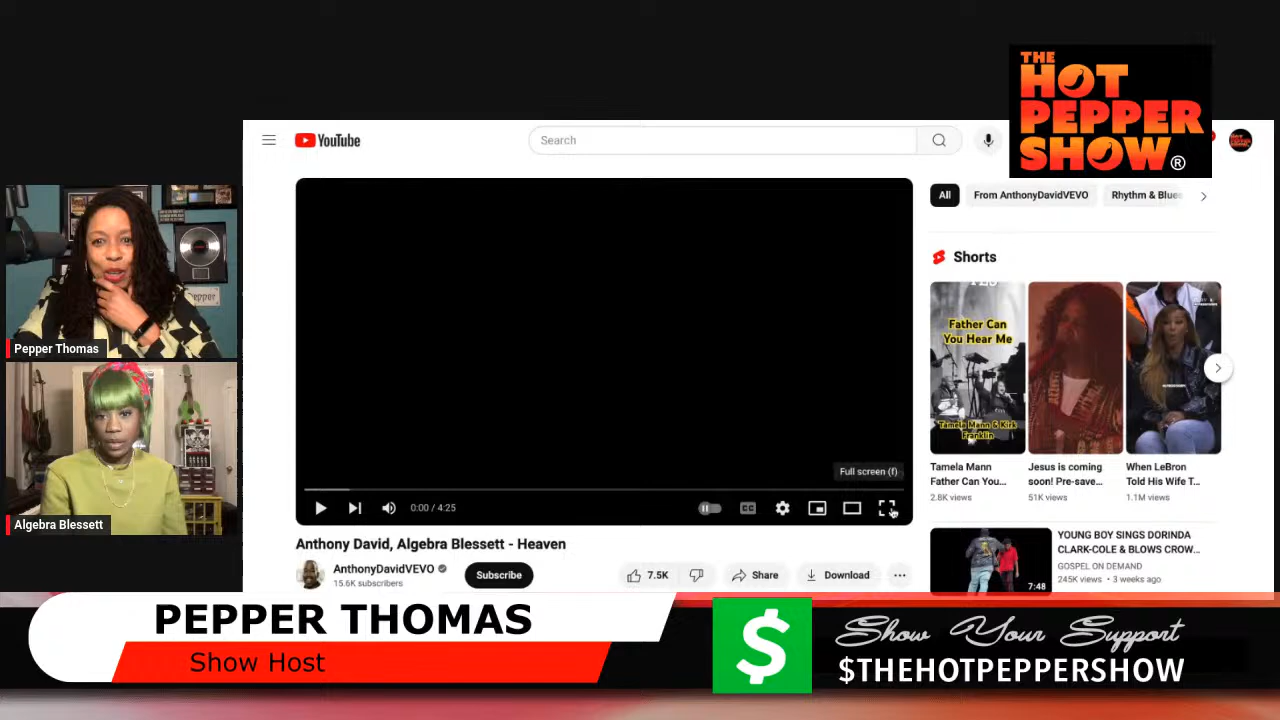 THE
HOT
PEPPER
SHOW®
YouTube
Search
All
From AnthonyDavidVEVO
Rhythm & Blues
Shorts
YES
Father Can
You Hear Me
Tamela Mann & Kirk
Franklin
Tamela Mann
Father Can You...
2.8K views
Jesus is coming
soon! Pre-save...
51K views
When LeBron
Told His Wife T...
1.1M views
Pepper
Pepper Thomas
Algebra Blessett
Full screen (f)
0:00 / 4:25
CC
Anthony David, Algebra Blessett - Heaven
AnthonyDavidVEVO
15.6K subscribers
Subscribe
7.5K
Share
Download
7:48
YOUNG BOY SINGS DORINDA
CLARK-COLE & BLOWS CROW...
GOSPEL ON DEMAND
245K views • 3 weeks ago
PEPPER THOMAS
Show Host
$
Show Your Support
$THEHOTPEPPERSHOW